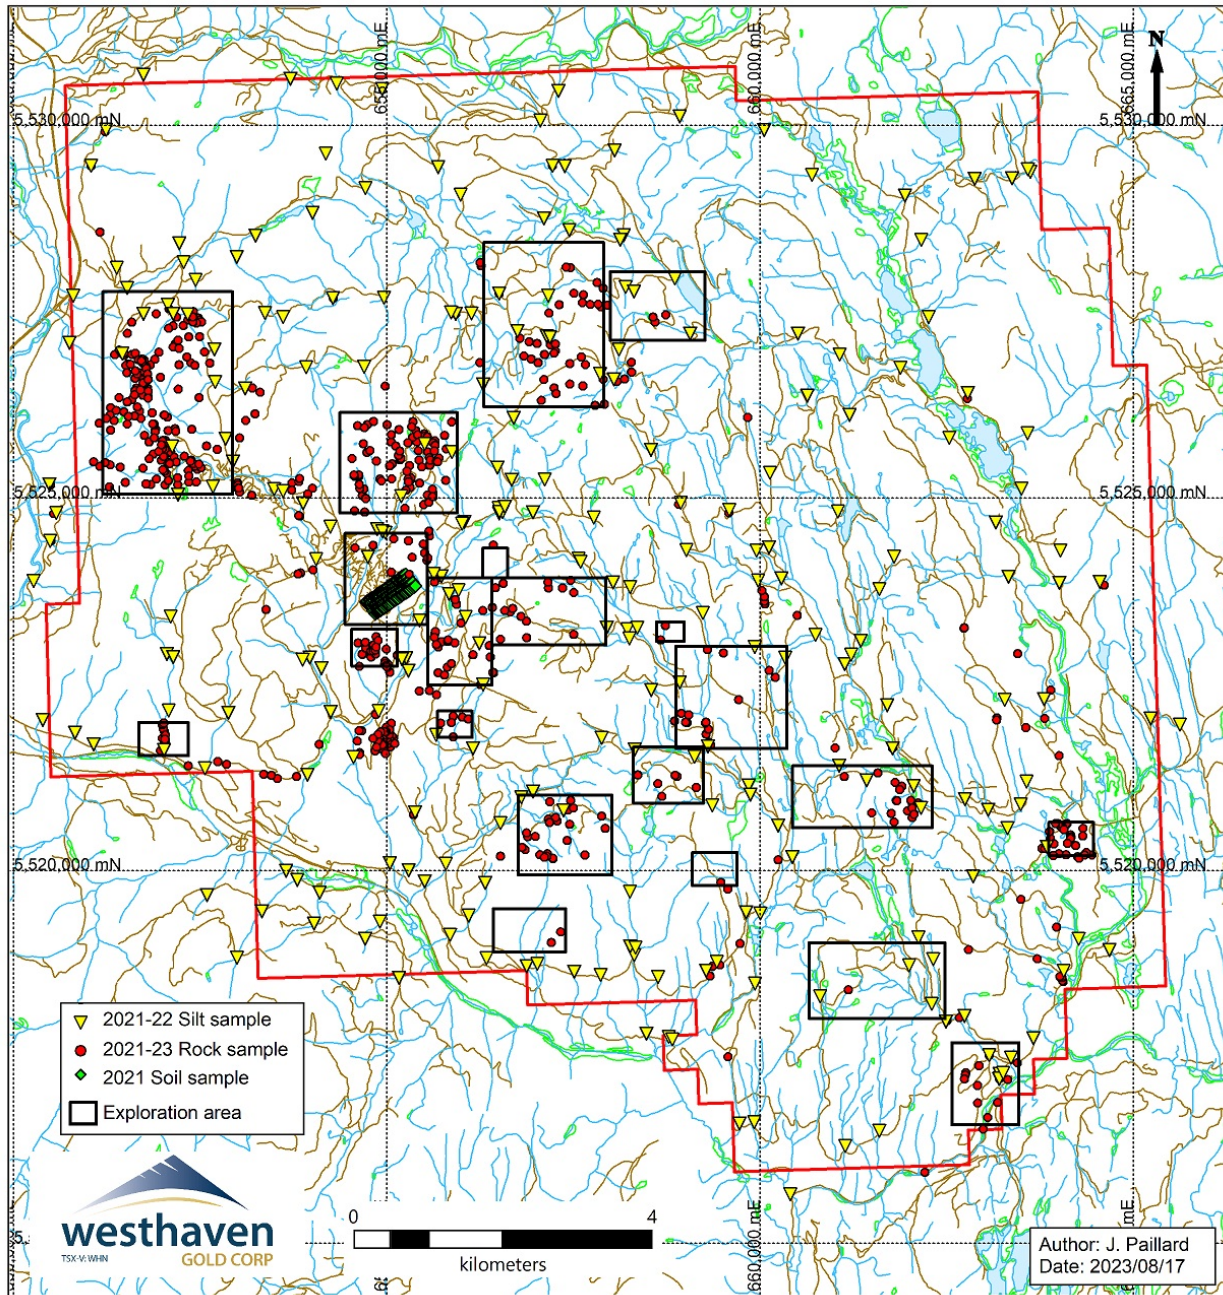 660,000 mE
665,000 mE
N
5,530,000 mN
5,530,000 mN
5,525,000 mN
5,525,000 mN
5,520,000 mN
5,520,000 mN
2021-22 Silt sample
2021-23 Rock sample
2021 Soil sample
Exploration area
westhaven
TSX-V: WHN
GOLD CORP
0 4
kilometers
660,000 mE
mE
Author: J. Paillard
Date: 2023/08/17